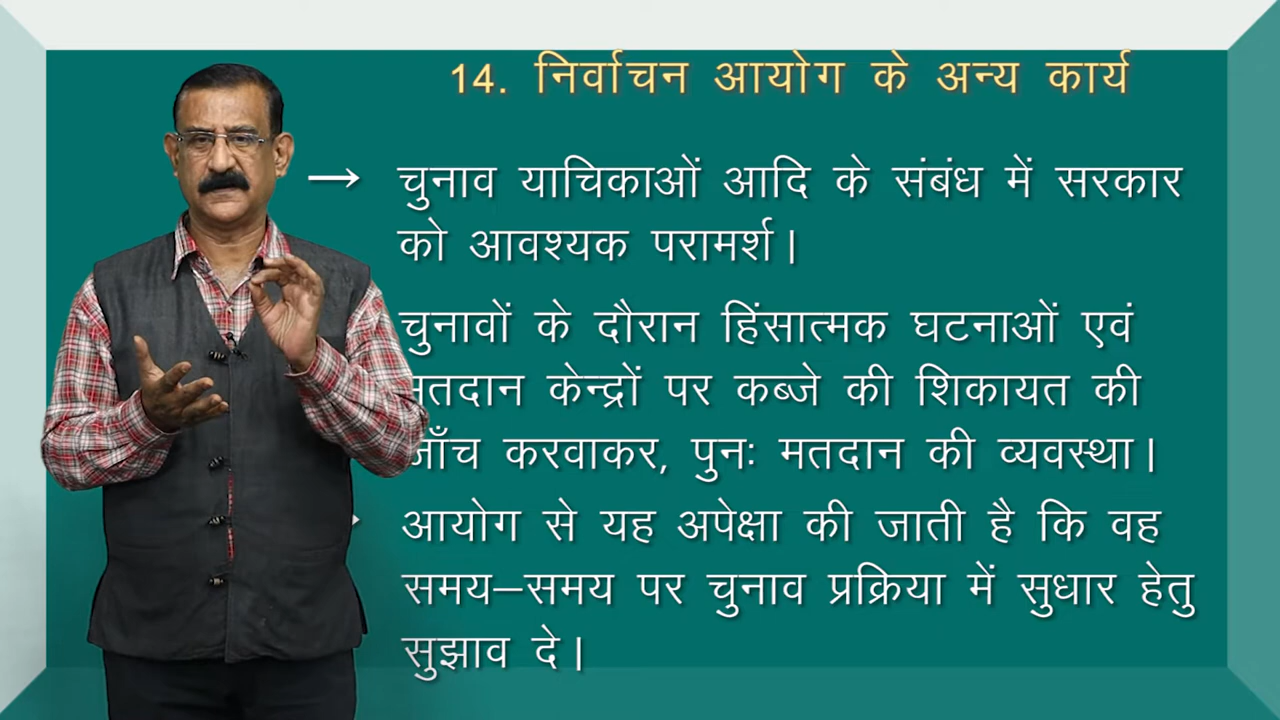 14. निर्वाचन आयोग के अन्य कार्य
→ चुनाव याचिकाओं आदि के संबंध में सरकार
को आवश्यक परामर्श।
चुनावों के दौरान हिंसात्मक घटनाओं एवं
मतदान केन्द्रों पर कब्जे की शिकायत की
जाँच करवाकर, पुनः मतदान की व्यवस्था।
आयोग से यह अपेक्षा की जाती है कि वह
समय–समय पर चुनाव प्रक्रिया में सुधार हेतु
सुझाव दे।